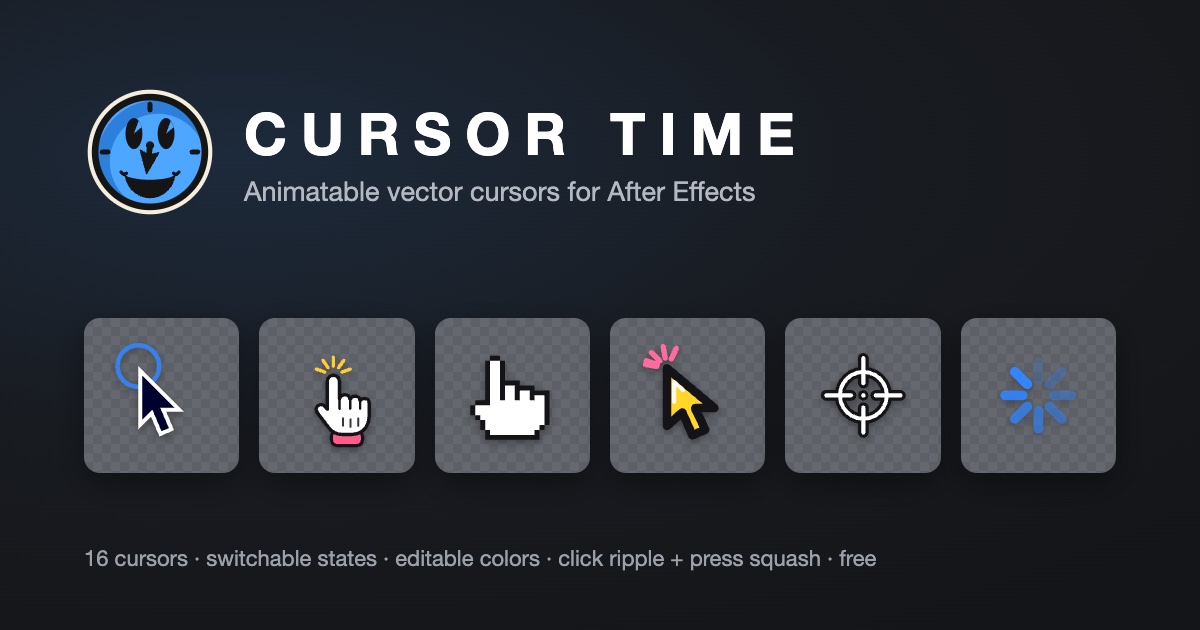 CURSOR TIME
Animatable vector cursors for After Effects
16 cursors · switchable states · editable colors · click ripple + press squash · free